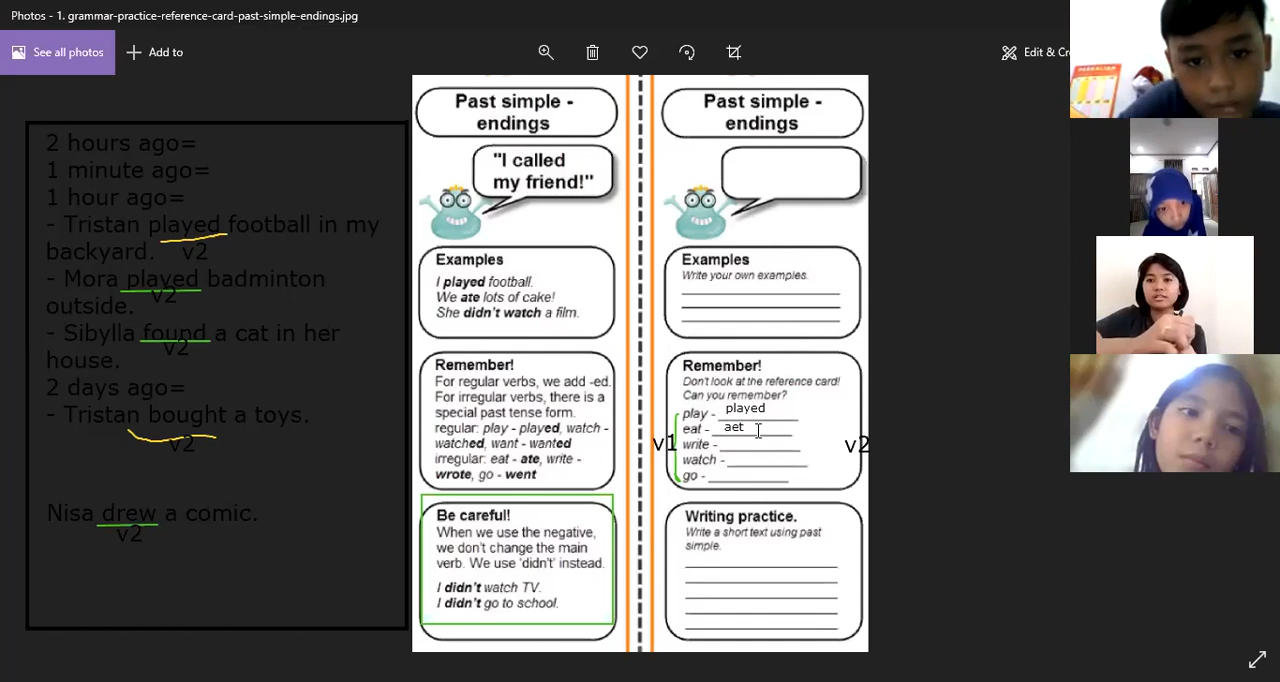 Photos - 1. grammar-practice-reference-card-past-simple-endings.jpg
See all photos
Add to
Edit & Cr
2 hours ago=
1 minute ago=
1 hour ago=
- Tristan played football in my
backyard. v2
- Mora played badminton
v2
outside.
- Sibylla found a cat in her
v2
house.
2 days ago=
- Tristan bought a toys.
v2
Nisa drew a comic.
v2
Past simple -
endings
"I called
my friend!"
Examples
I played football.
We ate lots of cake!
She didn't watch a film.
Remember!
For regular verbs, we add -ed.
For irregular verbs, there is a
special past tense form.
regular: play - played, watch -
watched, want - wanted
irregular: eat - ate, write -
wrote, go - went
Be careful!
When we use the negative,
we don't change the main
verb. We use 'didn't' instead.
I didn't watch TV.
I didn't go to school.
Past simple -
endings
Examples
Write your own examples.
Remember!
Don't look at the reference card!
Can you remember?
play - played
eat - aet
write -
watch -
go -
v1
v2
Writing practice.
Write a short text using past
simple.